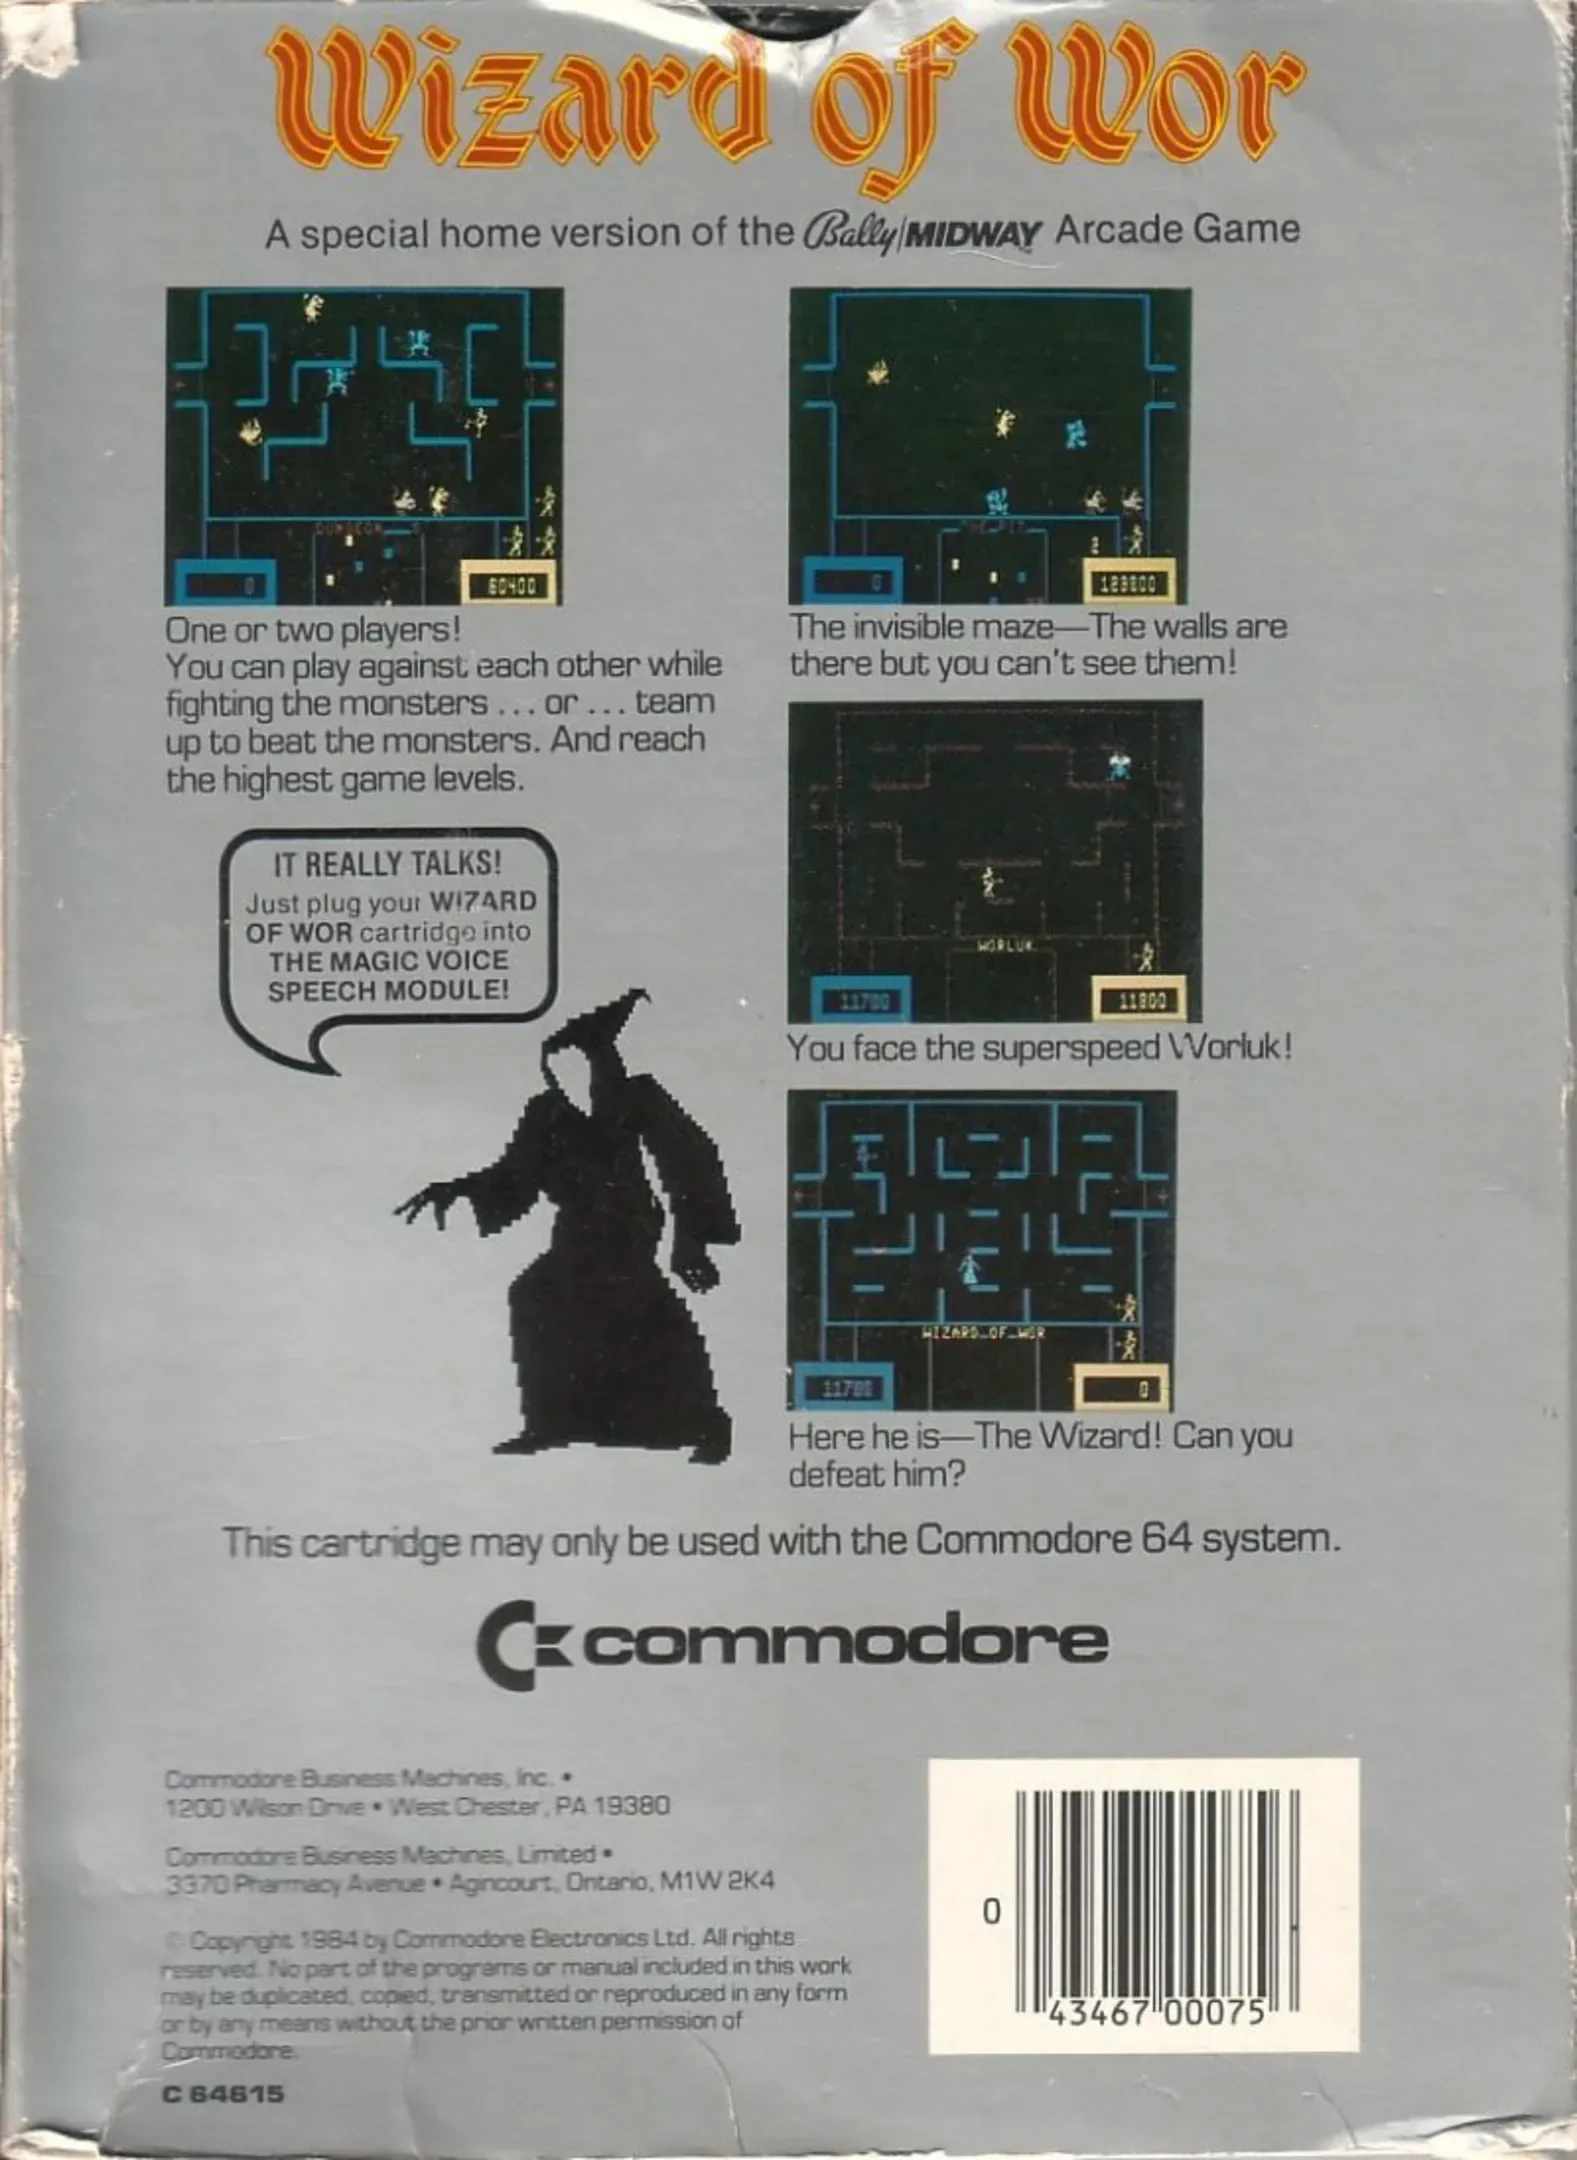 Wizard of Wor
A special home version of the Bally/MIDWAY Arcade Game
DUNGEON
0
60400
One or two players!
You can play against each other while
fighting the monsters ... or ... team
up to beat the monsters. And reach
the highest game levels.
THE PIT
2
0
123800
The invisible maze—The walls are
there but you can't see them!
WORLUK
11700
11800
You face the superspeed Worluk!
WIZARD OF WOR
11700
0
Here he is—The Wizard! Can you
defeat him?
IT REALLY TALKS!
Just plug your WIZARD
OF WOR cartridge into
THE MAGIC VOICE
SPEECH MODULE!
This cartridge may only be used with the Commodore 64 system.
commodore
Commodore Business Machines, Inc. •
1200 Wilson Drive • West Chester, PA 19380
Commodore Business Machines, Limited •
3370 Pharmacy Avenue • Agincourt, Ontario, M1W 2K4
© Copyright 1984 by Commodore Electronics Ltd. All rights
reserved. No part of the programs or manual included in this work
may be duplicated, copied, transmitted or reproduced in any form
or by any means without the prior written permission of
Commodore.
C 64615
0 43467 00075